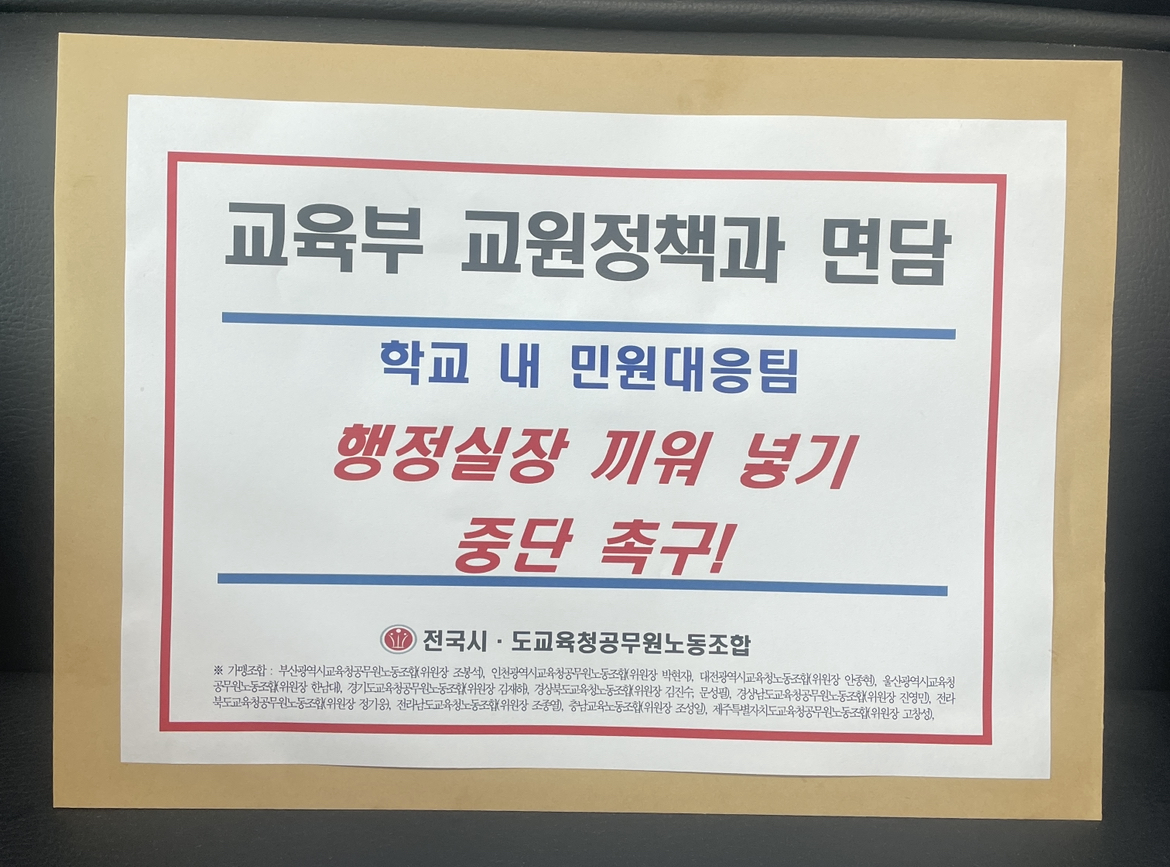 교육부 교원정책과 면담
학교 내 민원대응팀
행정실장 끼워 넣기
중단 촉구!
전국시·도교육청공무원노동조합
※ 가맹조합 : 부산광역시교육청공무원노동조합(위원장 조봉석), 인천광역시교육청공무원노동조합(위원장 박현자), 대전광역시교육청노동조합(위원장 안종현), 울산광역시교육청
공무원노동조합(위원장 한남대), 경기도교육청공무원노동조합(위원장 김재하), 경상북도교육청노동조합(위원장 김진수, 문성필), 경상남도교육청공무원노동조합(위원장 진영민), 전라
북도교육청공무원노동조합(위원장 정기웅), 전라남도교육청공무원노동조합(위원장 조종열), 충남교육노동조합(위원장 조성일), 제주특별자치도교육청공무원노동조합(위원장 고창성),